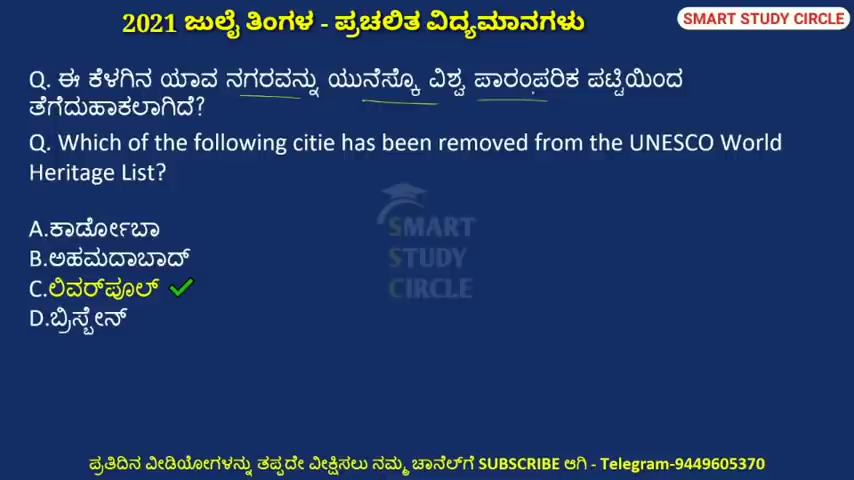 2021 ಜುಲೈ ತಿಂಗಳ - ಪ್ರಚಲಿತ ವಿದ್ಯಮಾನಗಳು
SMART STUDY CIRCLE
Q. ಈ ಕೆಳಗಿನ ಯಾವ ನಗರವನ್ನು ಯುನೆಸ್ಕೊ ವಿಶ್ವ ಪಾರಂಪರಿಕ ಪಟ್ಟಿಯಿಂದ
ತೆಗೆದುಹಾಕಲಾಗಿದೆ?
Q. Which of the following citie has been removed from the UNESCO World
Heritage List?
A.ಕಾರ್ಡೋಬಾ
B.ಅಹಮದಾಬಾದ್
C.ಲಿವರ್‌ಪೂಲ್
D.ಬ್ರಿಸ್ಬೇನ್
SMART
STUDY
CIRCLE
ಪ್ರತಿದಿನ ವೀಡಿಯೋಗಳನ್ನು ತಪ್ಪದೇ ವೀಕ್ಷಿಸಲು ನಮ್ಮ ಚಾನೆಲ್‌ಗೆ SUBSCRIBE ಆಗಿ - Telegram-9449605370